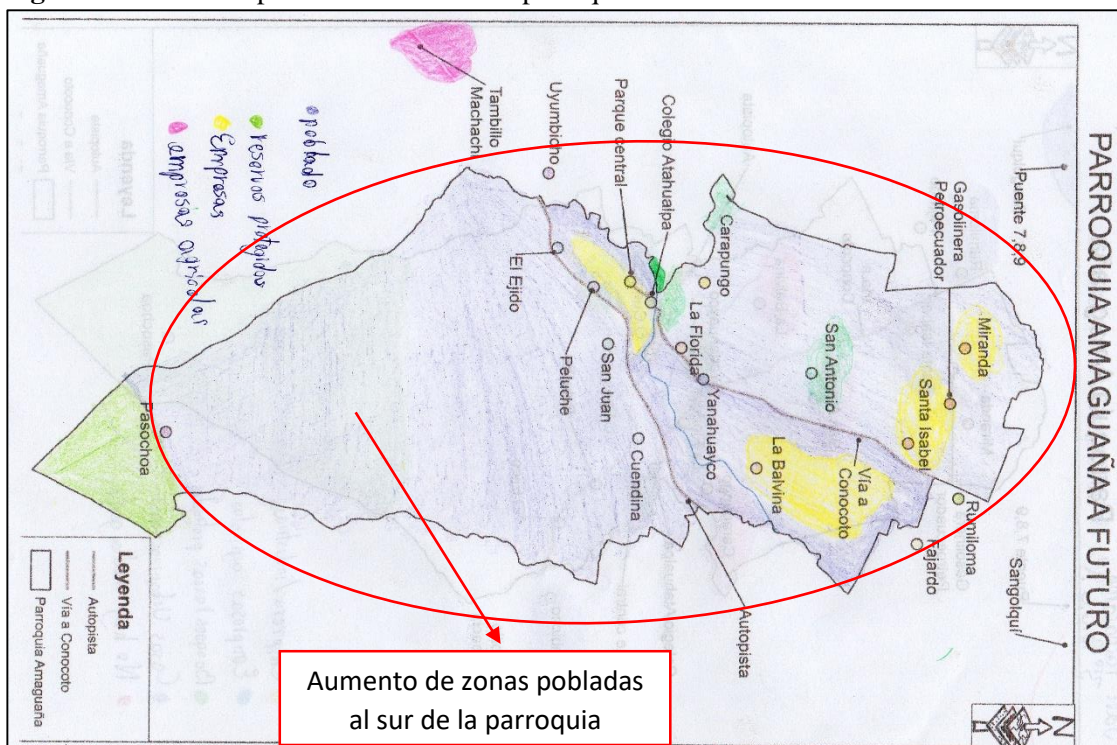 PARROQUIA AMAGUAÑA A FUTURO
Puente 7,8,9
Sangolquí
Gasolinera
Petroecuador
Miranda
Santa Isabel
Rumiloma
Fajardo
San Antonio
Vía a
Conocoto
La Balvina
Carapungo
La Florida
Yanahuayco
Colegio Atahualpa
Parque central
Autopista
Cuendina
San Juan
Peluche
El Ejido
Uyumbicho
Tambillo
Machachi
Pasochoa
poblado
reservas protegidas
Empresas
empresas agrícolas
Leyenda
Autopista
Vía a Conocoto
Parroquia Amaguaña
N
Aumento de zonas pobladas
al sur de la parroquia